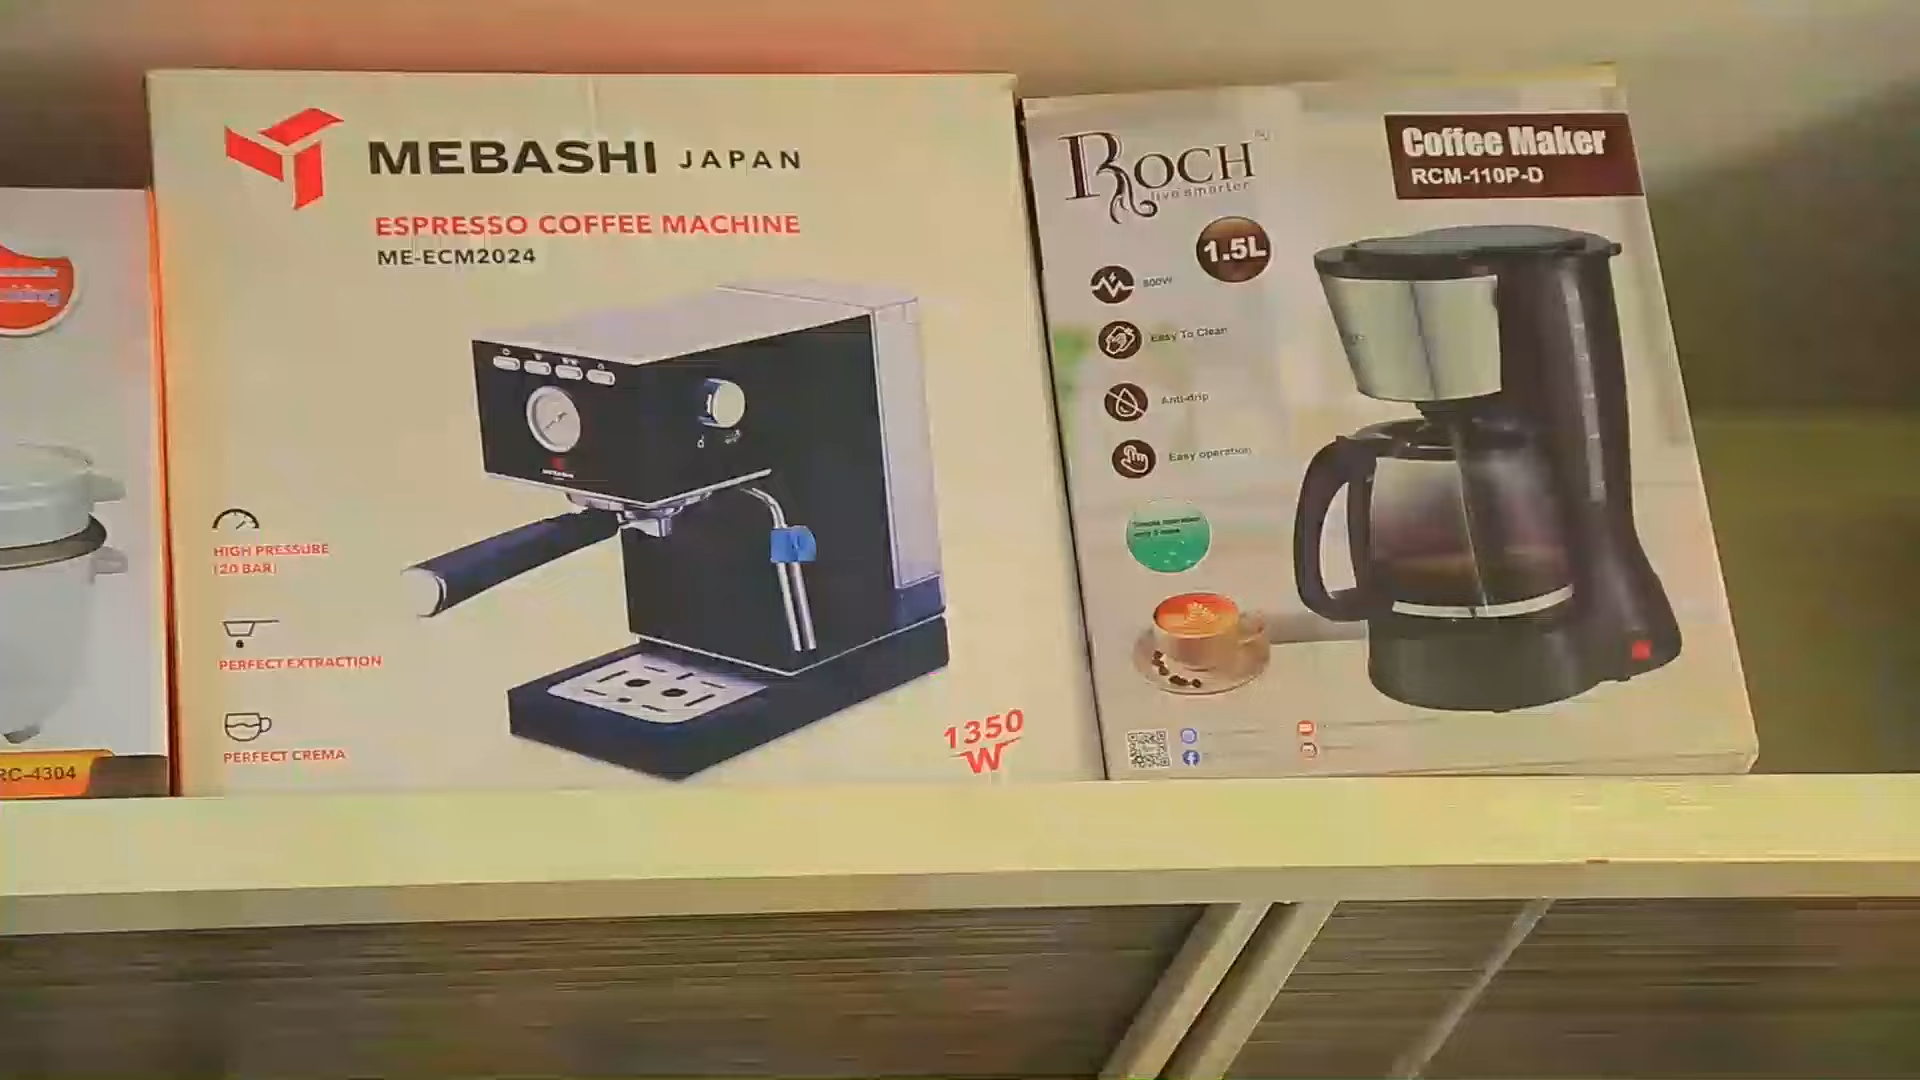 RC-4304
MEBASHI JAPAN
ESPRESSO COFFEE MACHINE
ME-ECM2024
HIGH PRESSURE
(20 BAR)
PERFECT EXTRACTION
PERFECT CREMA
1350
W
ROCH
live smarter
Coffee Maker
RCM-110P-D
1.5L
800W
Easy To Clean
Anti-drip
Easy operation